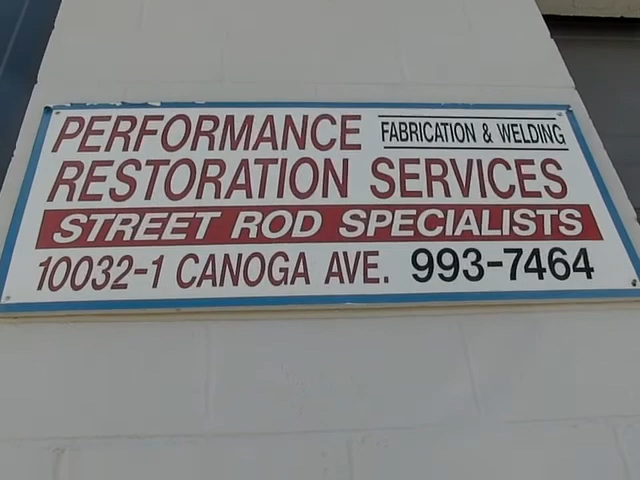 PERFORMANCE FABRICATION & WELDING
RESTORATION SERVICES
STREET ROD SPECIALISTS
10032-1 CANOGA AVE. 993-7464